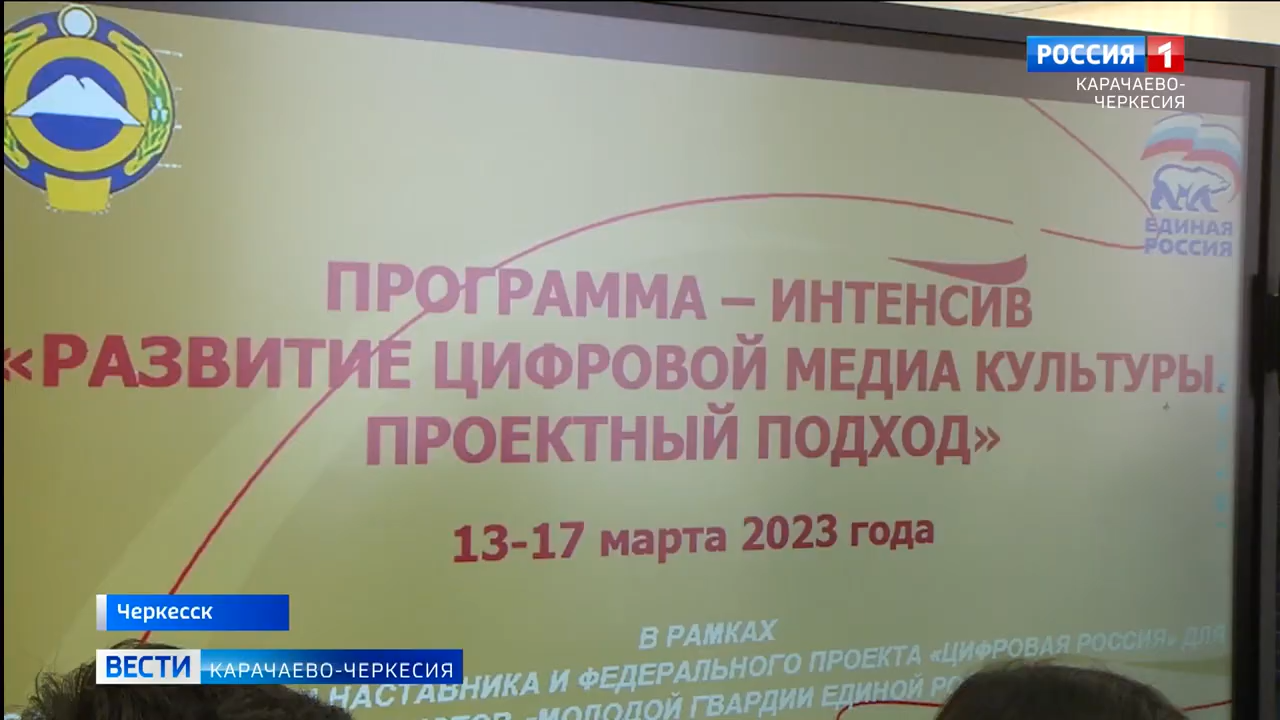 РОССИЯ 1
КАРАЧАЕВО-
ЧЕРКЕСИЯ
ЕДИНАЯ
РОССИЯ
ПРОГРАММА – ИНТЕНСИВ
«РАЗВИТИЕ ЦИФРОВОЙ МЕДИА КУЛЬТУРЫ.
ПРОЕКТНЫЙ ПОДХОД»
13-17 марта 2023 года
В РАМКАХ
НАСТАВНИКА И ФЕДЕРАЛЬНОГО ПРОЕКТА «ЦИФРОВАЯ РОССИЯ» ДЛЯ
«МОЛОДОЙ ГВАРДИИ ЕДИНОЙ
Черкесск
ВЕСТИ КАРАЧАЕВО-ЧЕРКЕСИЯ